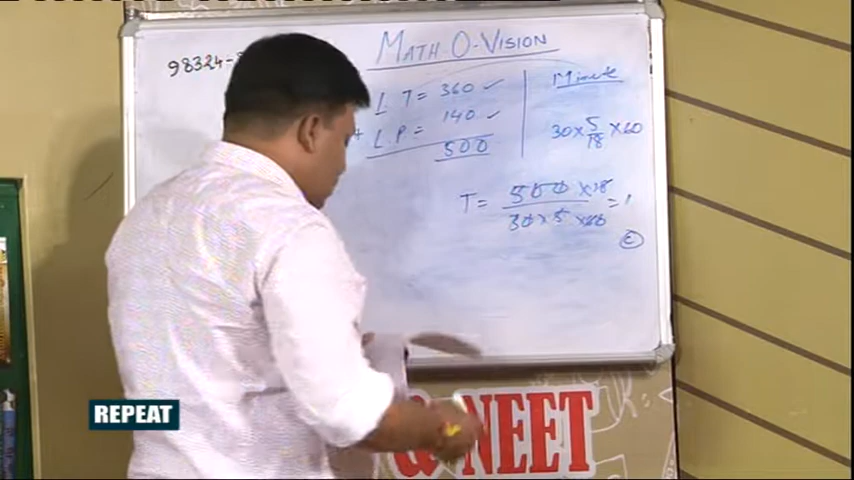 MATH-O-VISION
98324-
L T = 360 ✓
+ L.P = 140 ✓
500
Minute
30 × 5/18 × 60
T = 500 × 18 / 30 × 5 × 60 = 1
C
NEET
REPEAT